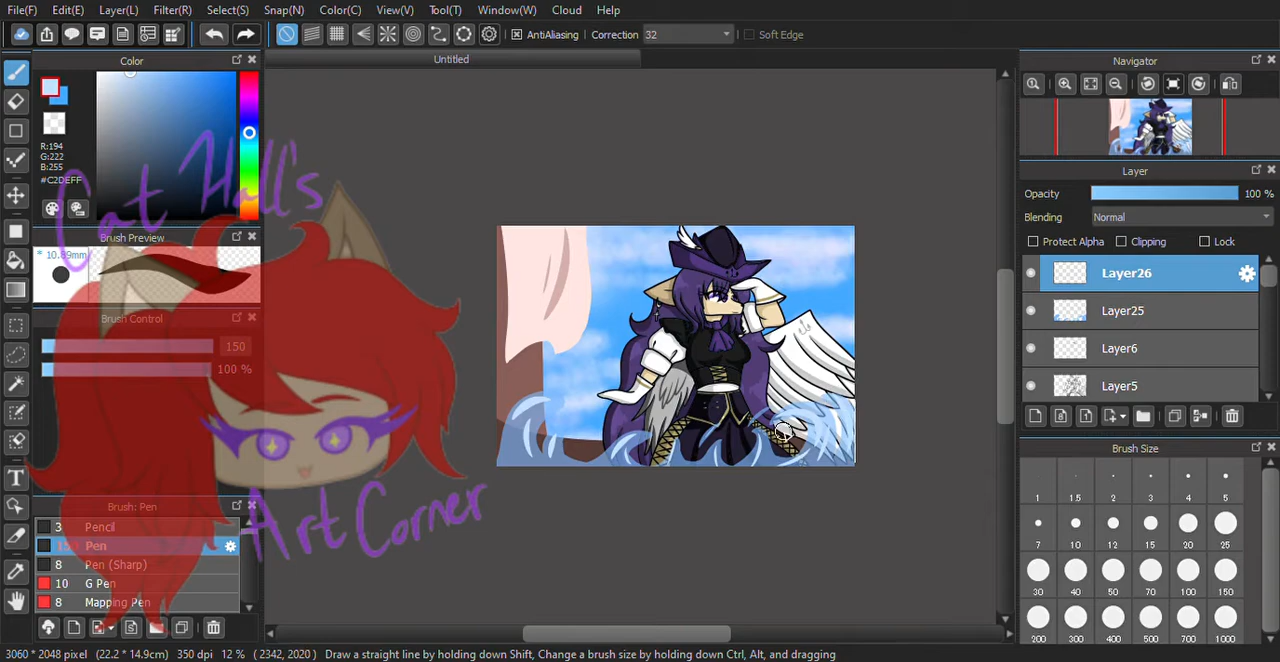 File(F) Edit(E) Layer(L) Filter(R) Select(S) Snap(N) Color(C) View(V) Tool(T) Window(W) Cloud Help
AntiAliasing Correction 32 Soft Edge
Color
Untitled
Navigator
R:194
G:222
B:255
#C2DEFF
Cat Hall's
Brush Preview
* 10.89mm
Brush Control
150
100 %
Layer
Opacity 100 %
Blending Normal
Protect Alpha Clipping Lock
Layer26
Layer25
Layer6
Layer5
Brush Size
1 1.5 2 3 4 5
7 10 12 15 20 25
30 40 50 70 100 150
200 300 400 500 700 1000
Art Corner
Brush: Pen
3 Pencil
150 Pen
8 Pen (Sharp)
10 G Pen
8 Mapping Pen
T
3060 * 2048 pixel (22.2 * 14.9cm) 350 dpi 12 % ( 2342, 2020 ) Draw a straight line by holding down Shift, Change a brush size by holding down Ctrl, Alt, and dragging